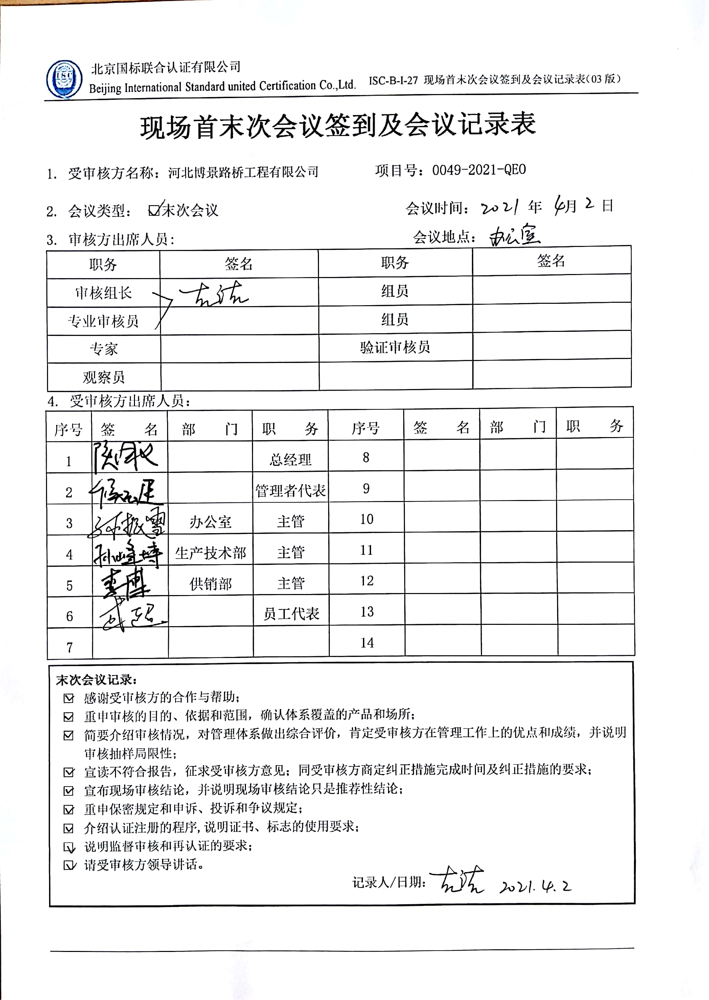 ISC
北京国标联合认证有限公司
Beijing International Standard united Certification Co.,Ltd.
ISC-B-I-27 现场首末次会议签到及会议记录表(03 版)
现场首末次会议签到及会议记录表
1. 受审核方名称：河北博景路桥工程有限公司 项目号：0049-2021-QEO
2. 会议类型：☑末次会议 会议时间：2021 年 4月 2 日
3. 审核方出席人员: 会议地点：办公室
职务 签名 职务 签名
审核组长 组员
专业审核员 组员
专家 验证审核员
观察员
4. 受审核方出席人员：
序号 签 名 部 门 职 务 序号 签 名 部 门 职 务
1 总经理 8
2 管理者代表 9
3 办公室 主管 10
4 孙峰博 生产技术部 主管 11
5 李博 供销部 主管 12
6 武超 员工代表 13
7 14
末次会议记录：
☑ 感谢受审核方的合作与帮助；
☑ 重申审核的目的、依据和范围，确认体系覆盖的产品和场所；
☑ 简要介绍审核情况，对管理体系做出综合评价，肯定受审核方在管理工作上的优点和成绩，并说明
审核抽样局限性；
☑ 宣读不符合报告，征求受审核方意见；同受审核方商定纠正措施完成时间及纠正措施的要求；
☑ 宣布现场审核结论，并说明现场审核结论只是推荐性结论；
☑ 重申保密规定和申诉、投诉和争议规定；
☑ 介绍认证注册的程序,说明证书、标志的使用要求；
☑ 说明监督审核和再认证的要求；
☑ 请受审核方领导讲话。
记录人/日期： 2021.4.2